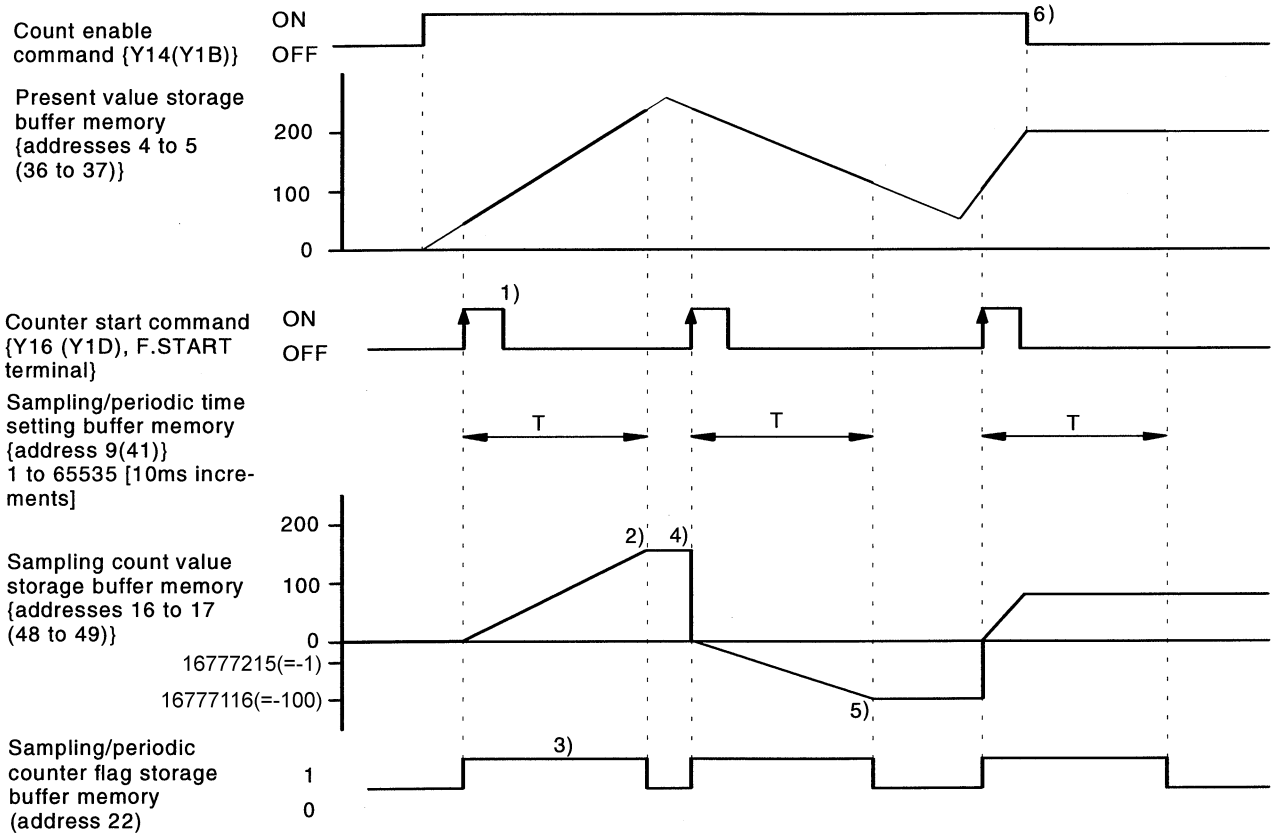 Count enable
command {Y14(Y1B)}
ON
OFF
6)
Present value storage
buffer memory
{addresses 4 to 5
(36 to 37)}
200
100
0
1)
Counter start command
{Y16 (Y1D), F.START
terminal}
ON
OFF
Sampling/periodic time
setting buffer memory
{address 9(41)}
1 to 65535 [10ms incre-
ments]
T
T
T
Sampling count value
storage buffer memory
{addresses 16 to 17
(48 to 49)}
200
100
0
16777215(=-1)
16777116(=-100)
2)
4)
5)
Sampling/periodic
counter flag storage
buffer memory
(address 22)
1
0
3)